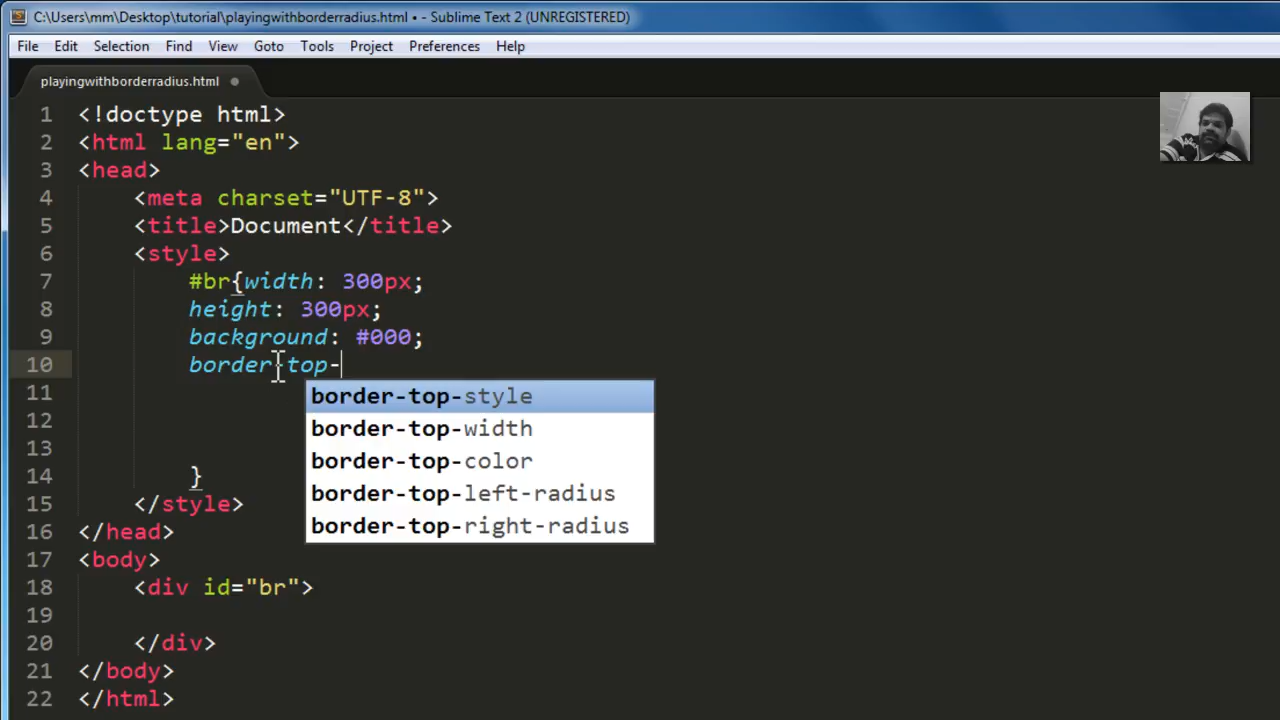 C:\Users\mm\Desktop\tutorial\playingwithborderradius.html • - Sublime Text 2 (UNREGISTERED)
File Edit Selection Find View Goto Tools Project Preferences Help
playingwithborderradius.html
1 <!doctype html>
2 <html lang="en">
3 <head>
4 <meta charset="UTF-8">
5 <title>Document</title>
6 <style>
7 #br{width: 300px;
8 height: 300px;
9 background: #000;
10 border-top-
11 border-top-style
border-top-width
12 border-top-color
13 border-top-left-radius
14 }
15 </style>
border-top-right-radius
16 </head>
17 <body>
18 <div id="br">
19
20 </div>
21 </body>
22 </html>